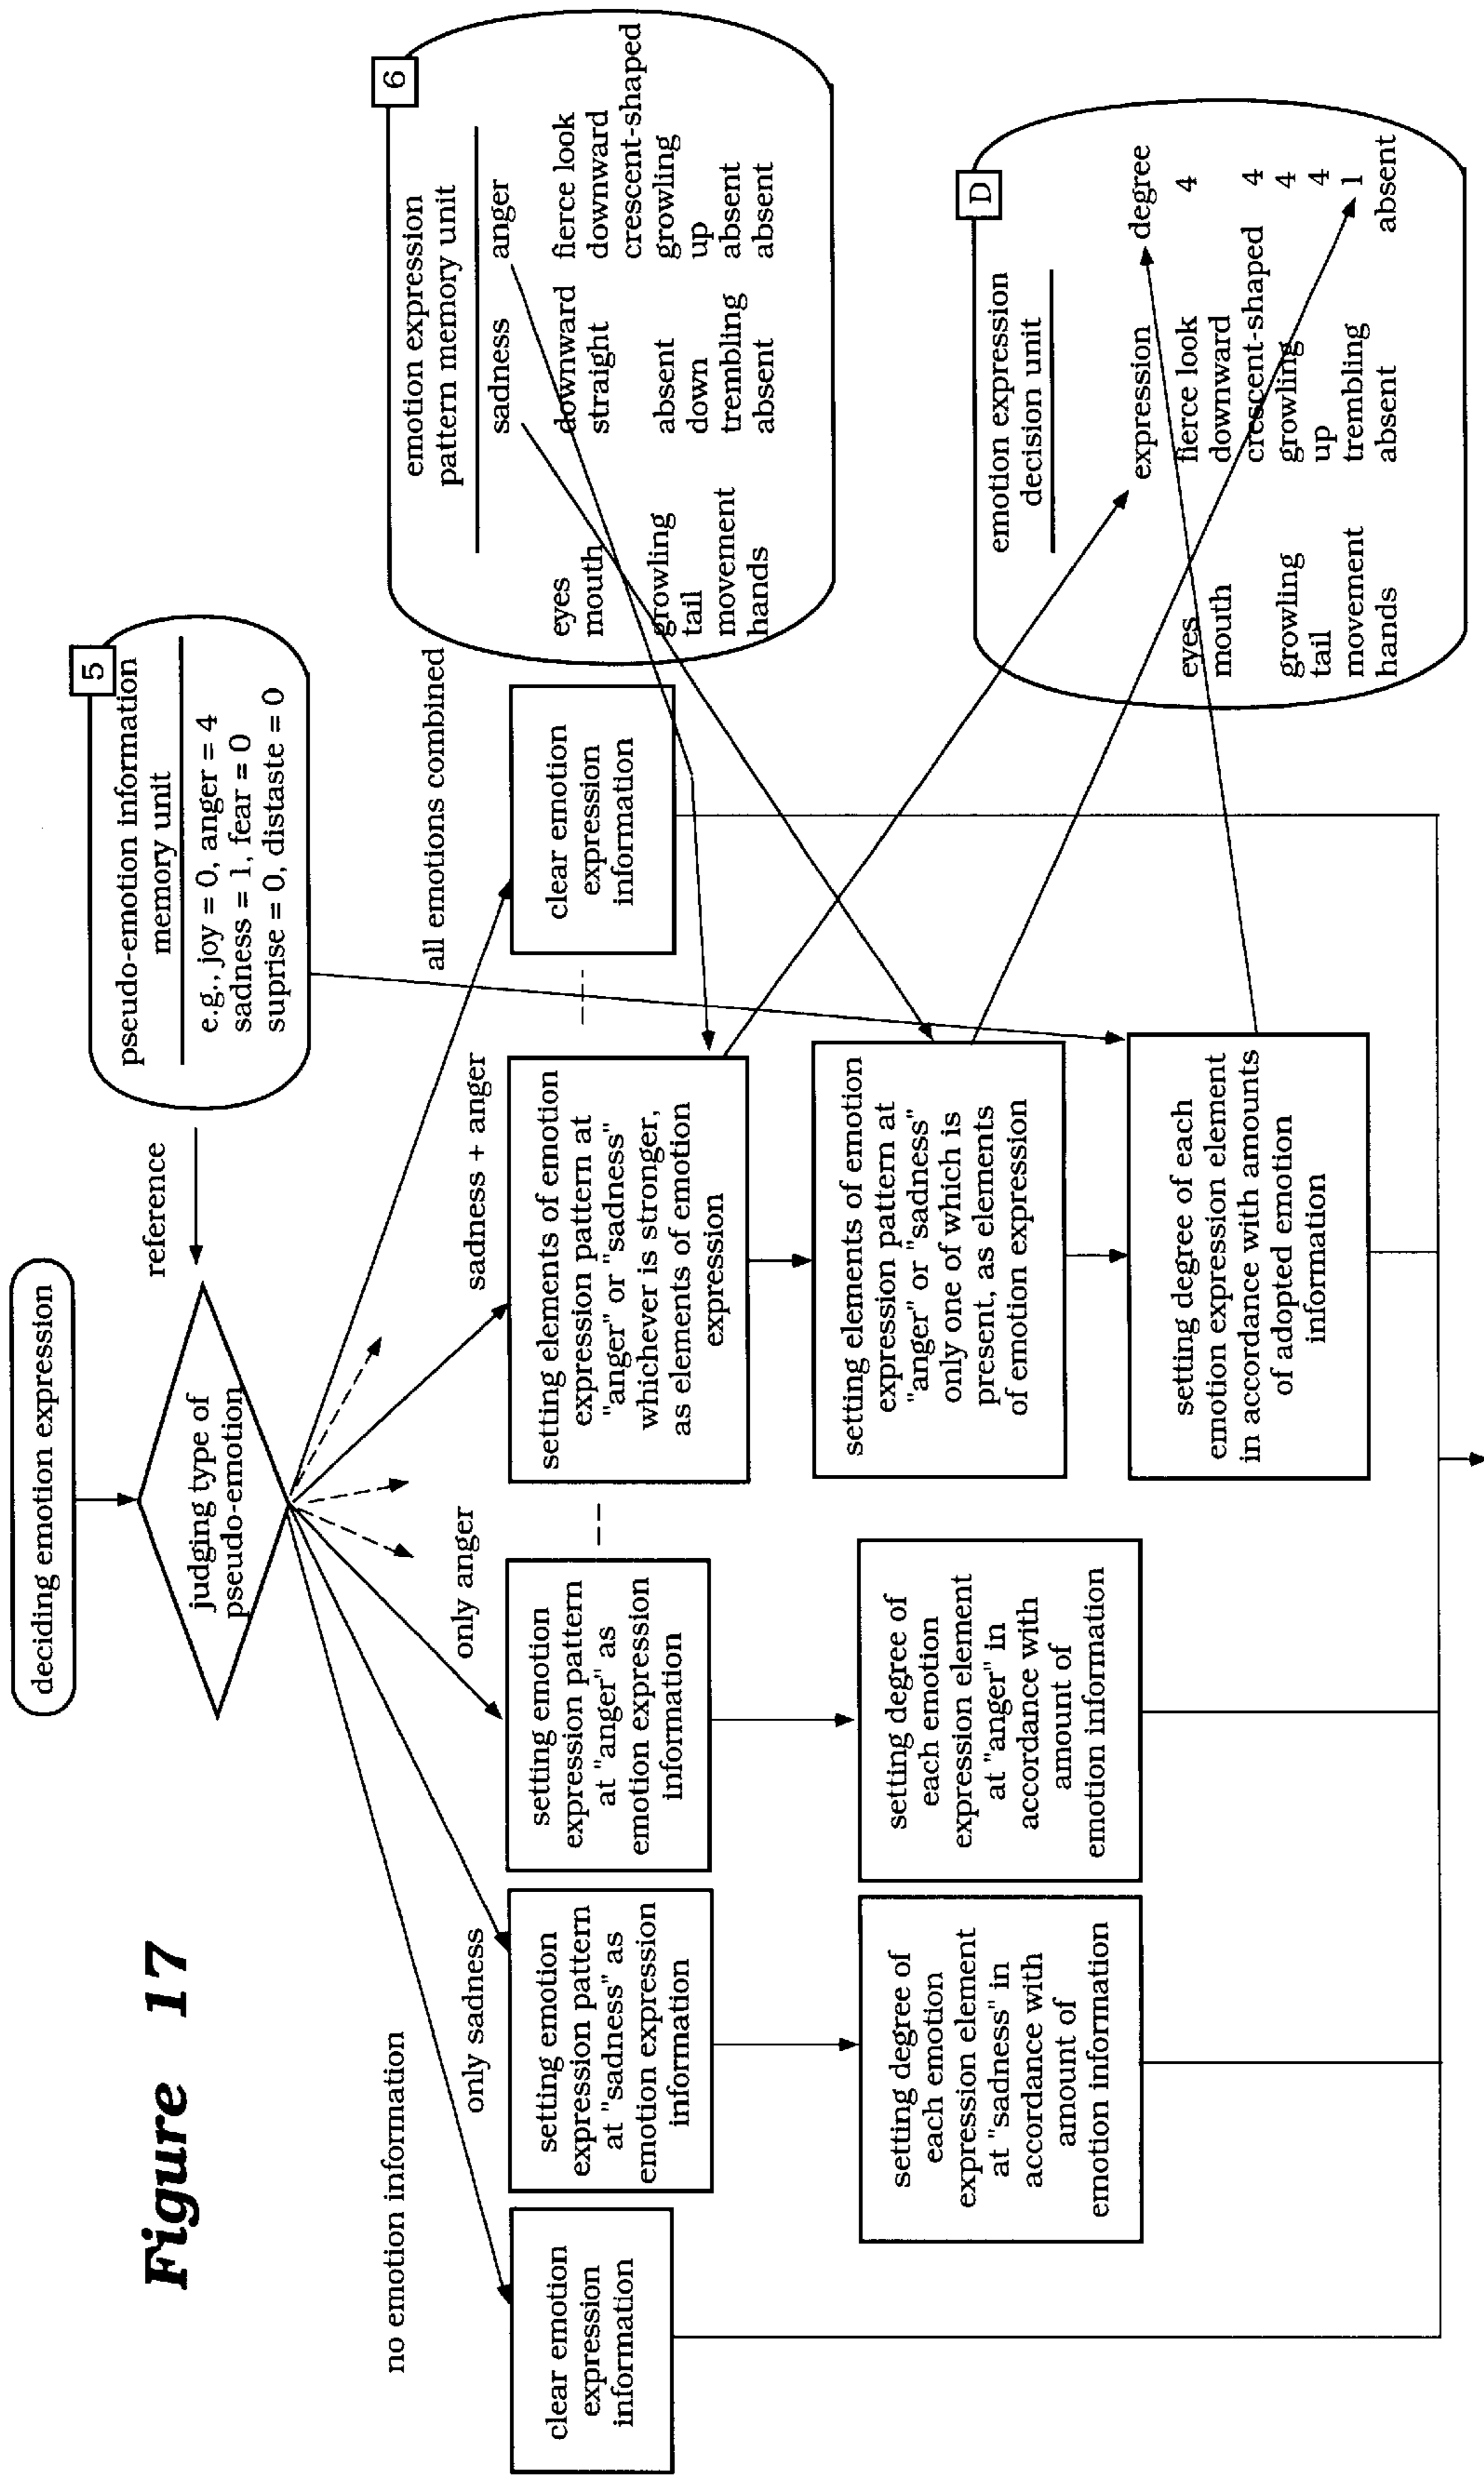 Figure 17
deciding emotion expression
judging type of
pseudo-emotion
reference
5
pseudo-information
memory unit
e.g., joy = 0, anger = 4
sadness = 1, fear = 0
suprise = 0, distaste = 0
no emotion information
only sadness
only anger
sadness + anger
all emotions combined
clear emotion
expression
information
setting emotion
expression pattern
at "sadness" as
emotion expression
information
setting emotion
expression pattern
at "anger" as
emotion expression
information
setting elements of emotion
expression pattern at
"anger" or "sadness"
whichever is stronger,
as elements of emotion
expression
clear emotion
expression
information
setting degree of
each emotion
expression element
at "sadness" in
accordance with
amount of
emotion information
setting degree of
each emotion
expression element
at "anger" in
accordance with
amount of
emotion information
setting elements of emotion
expression pattern at
"anger" or "sadness"
only one of which is
present, as elements
of emotion expression
setting degree of each
emotion expression element
in accordance with amounts
of adopted emotion
information
6
emotion expression
pattern memory unit
sadness anger
eyes downward fierce look
mouth straight downward
crescent-shaped
growling absent growling
tail down up
movement trembling absent
hands absent absent
D
emotion expression
decision unit
expression degree
eyes fierce look 4
mouth downward
crescent-shaped 4
growling growling 4
tail up 4
movement trembling 1
hands absent absent